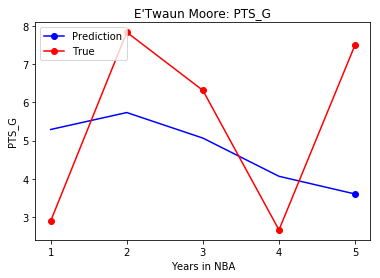 E'Twaun Moore: PTS_G
Prediction
True
8
7
6
5
4
3
PTS_G
1 2 3 4 5
Years in NBA